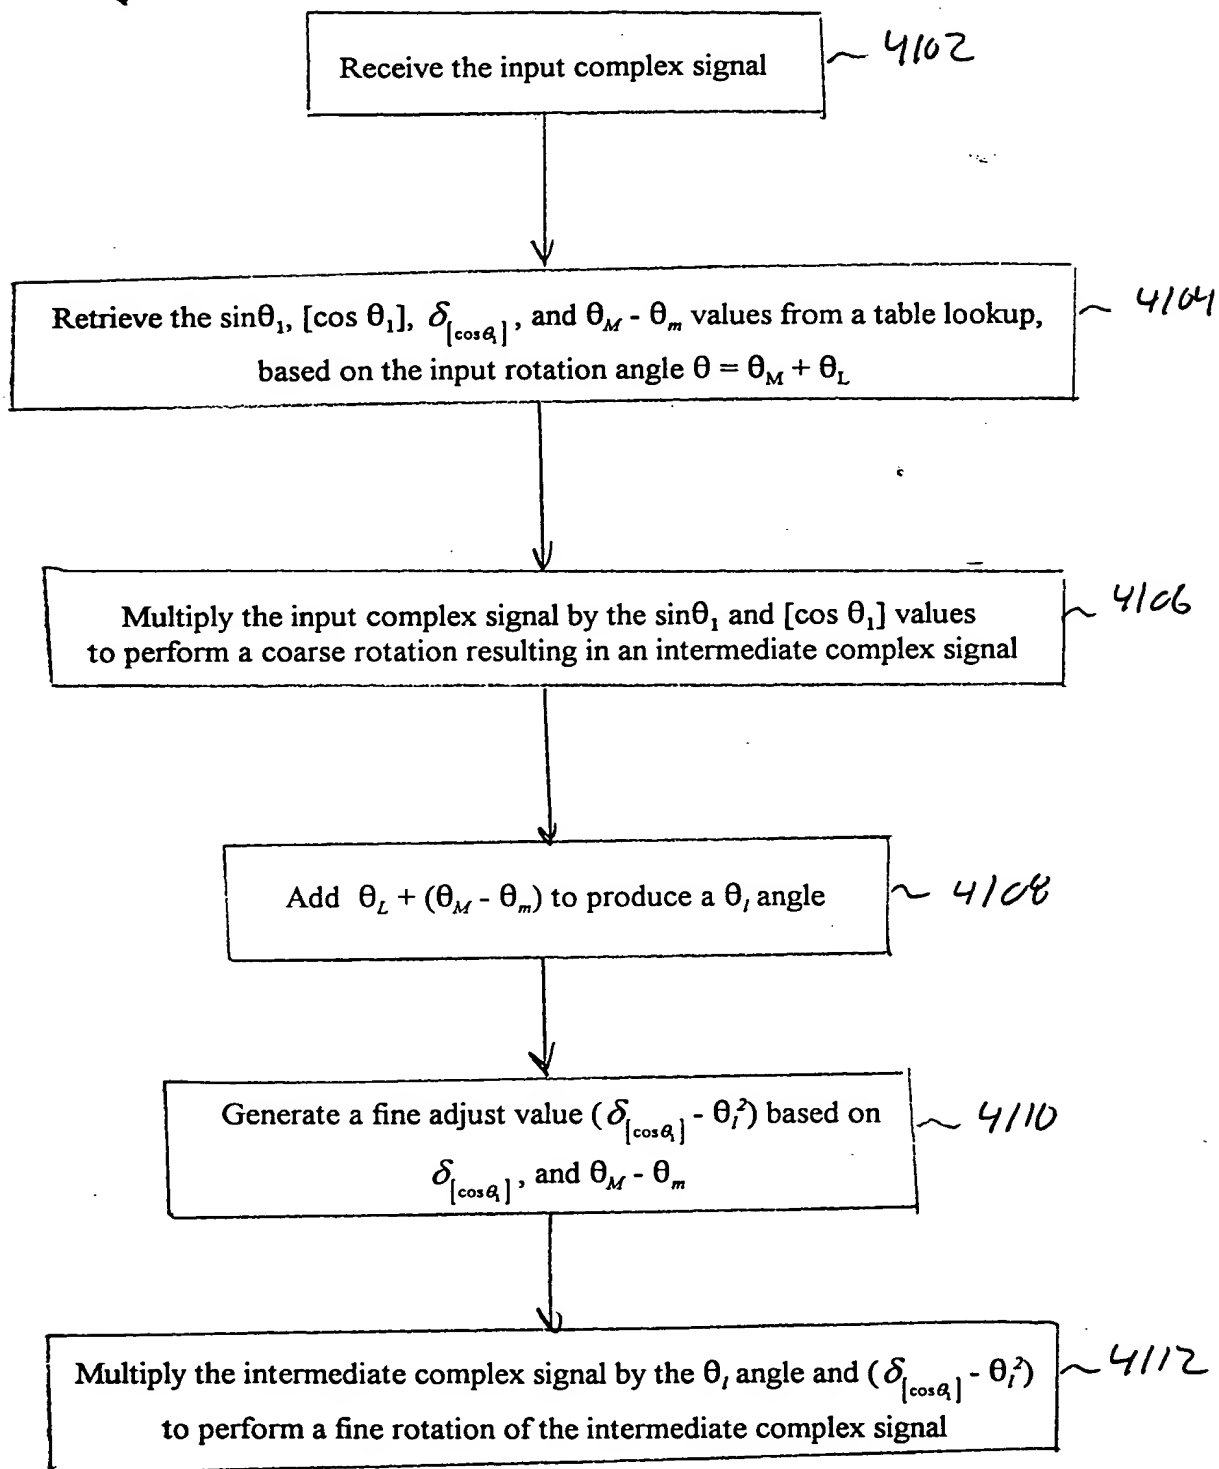 Receive the input complex signal
4102
Retrieve the sinθ₁, [cos θ₁], δ[cosθ₁], and θM - θm values from a table lookup,
based on the input rotation angle θ = θM + θL
4104
Multiply the input complex signal by the sinθ₁ and [cos θ₁] values
to perform a coarse rotation resulting in an intermediate complex signal
4106
Add θL + (θM - θm) to produce a θl angle
4108
Generate a fine adjust value (δ[cosθ₁] - θl²) based on
δ[cosθ₁], and θM - θm
4110
Multiply the intermediate complex signal by the θl angle and (δ[cosθ₁] - θl²)
to perform a fine rotation of the intermediate complex signal
4112